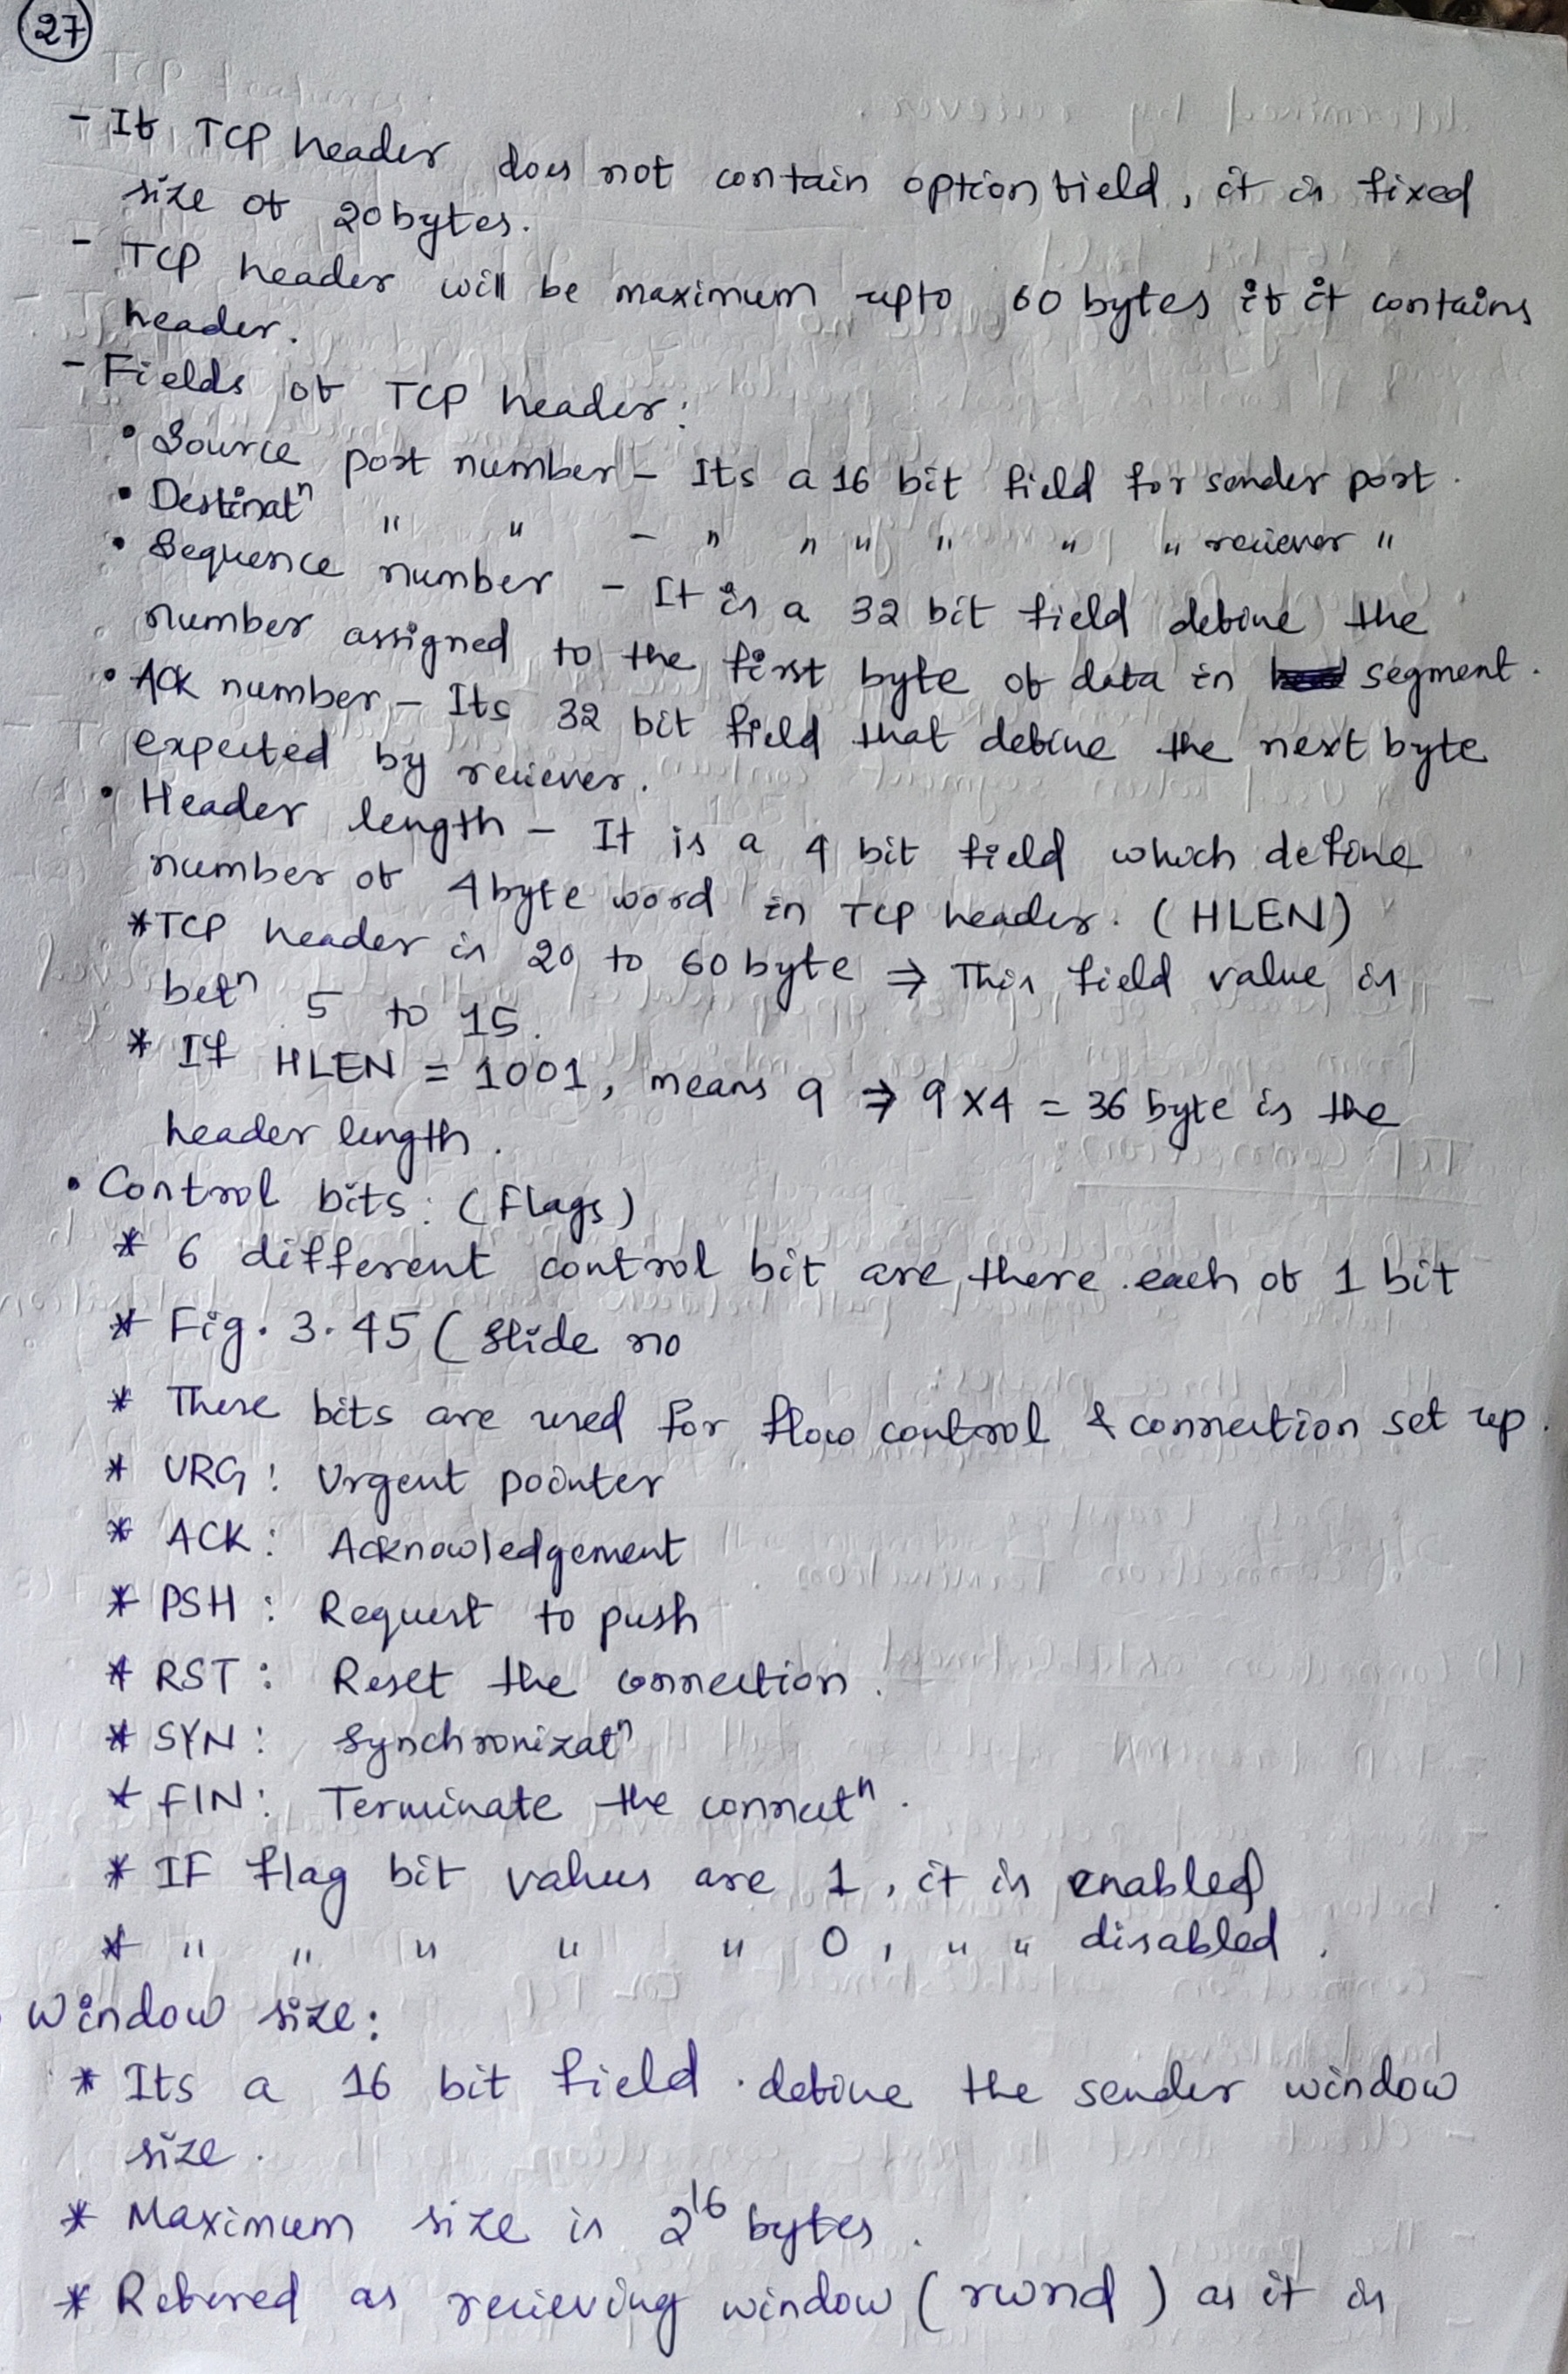 27
- If TCP header does not contain option field, it is fixed
size of 20bytes.
- TCP header will be maximum upto 60 bytes if it contains
header.
- Fields of TCP header:
• Source port number - Its a 16 bit field for sender port.
• Destinatⁿ " " - " " " " " " reciever "
• Sequence number - It is a 32 bit field define the
number assigned to the first byte of data in segment.
• ACK number - Its 32 bit field that define the next byte
expected by reciever.
• Header length - It is a 4 bit field which define
number of 4byte word in TCP header. (HLEN)
* TCP header is 20 to 60 byte ⇒ This field value is
betⁿ 5 to 15.
* If HLEN = 1001, means 9 ⇒ 9 X 4 = 36 byte is the
header length.
• Control bits: (Flags)
* 6 different control bit are there each of 1 bit
* Fig. 3.45 ( Slide no
* These bits are used for flow control & connection set up.
* URG: Urgent pointer
* ACK: Acknowledgement
* PSH: Request to push
* RST: Reset the connection.
* SYN: Synchronizatⁿ
* FIN: Terminate the connectⁿ.
* IF flag bit values are 1, it is enabled
* " " " " " 0, " " disabled.
Window size:
* Its a 16 bit field. define the sender window
size.
* Maximum size is 2¹⁶ bytes.
* Refered as recieving window (rwnd) as it is